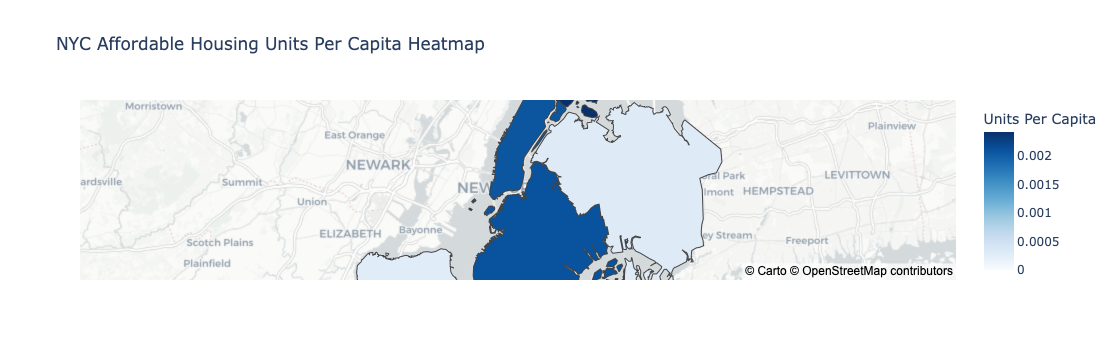 NYC Affordable Housing Units Per Capita Heatmap
Units Per Capita
0.002
0.0015
0.001
0.0005
0
Morristown
East Orange
NEWARK
ardsville
Summit
Union
NEW
ELIZABETH
Bayonne
Scotch Plains
Plainfield
Plainview
LEVITTOWN
ral Park
lmont
HEMPSTEAD
ey Stream
Freeport
© Carto © OpenStreetMap contributors